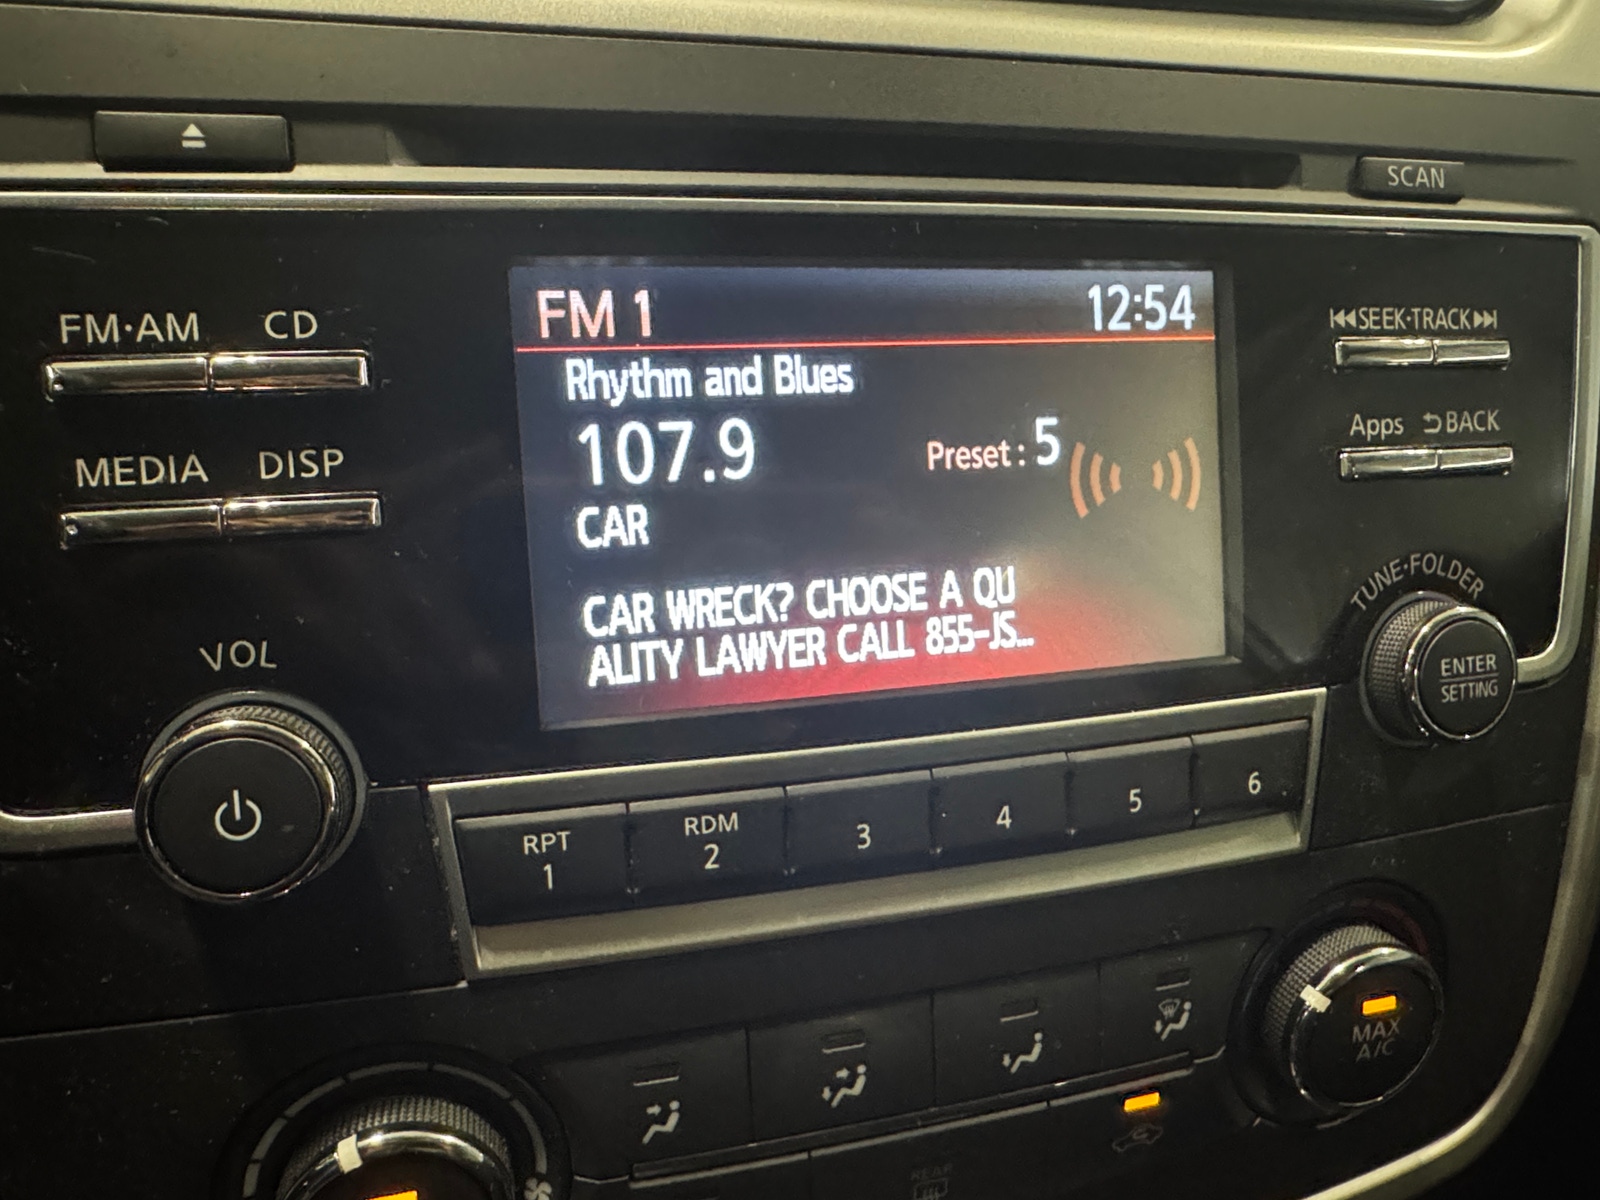 SCAN
FM·AM CD
FM 1 12:54
SEEK·TRACK
Rhythm and Blues
107.9 Preset : 5
Apps BACK
MEDIA DISP
CAR
CAR WRECK? CHOOSE A QU
ALITY LAWYER CALL 855-JS...
TUNE·FOLDER
ENTER
SETTING
VOL
RPT
1
RDM
2
3
4
5
6
MAX
A/C
REAR